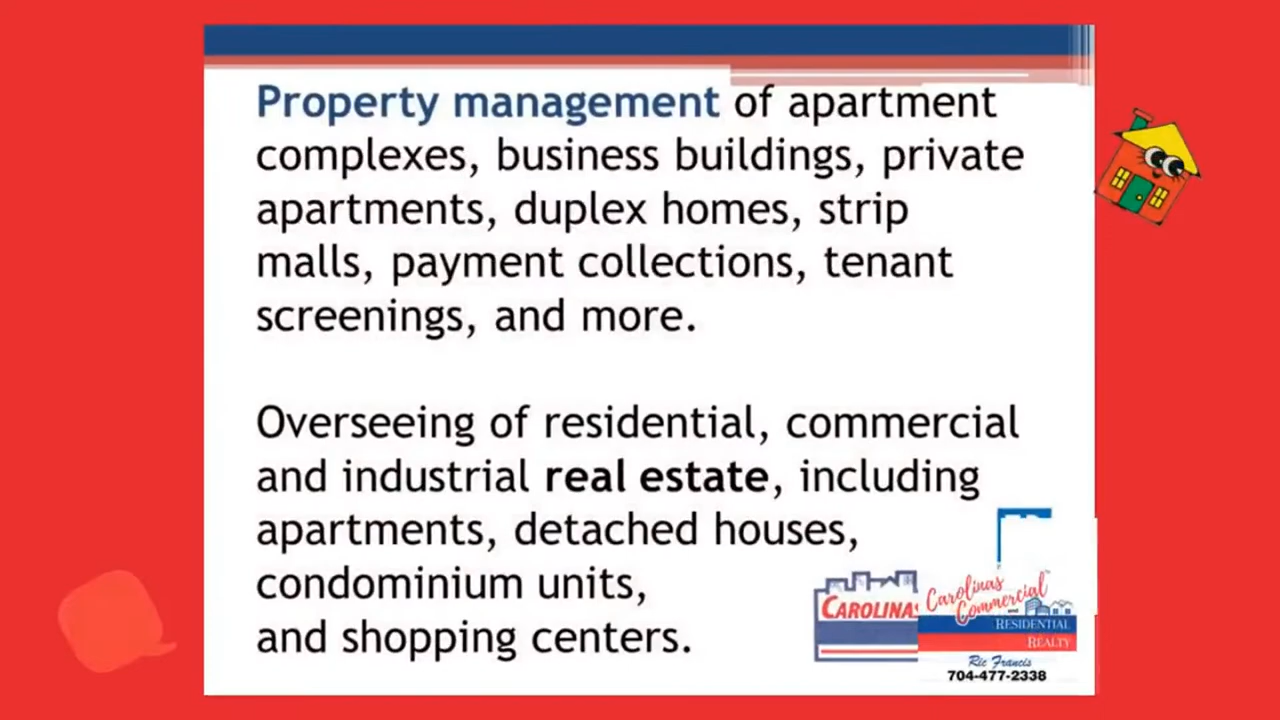 Property management of apartment
complexes, business buildings, private
apartments, duplex homes, strip
malls, payment collections, tenant
screenings, and more.
Overseeing of residential, commercial
and industrial real estate, including
apartments, detached houses,
condominium units,
and shopping centers.
CAROLINAS
Carolinas
Commercial
and
RESIDENTIAL
REALTY
Ric Francis
704-477-2338